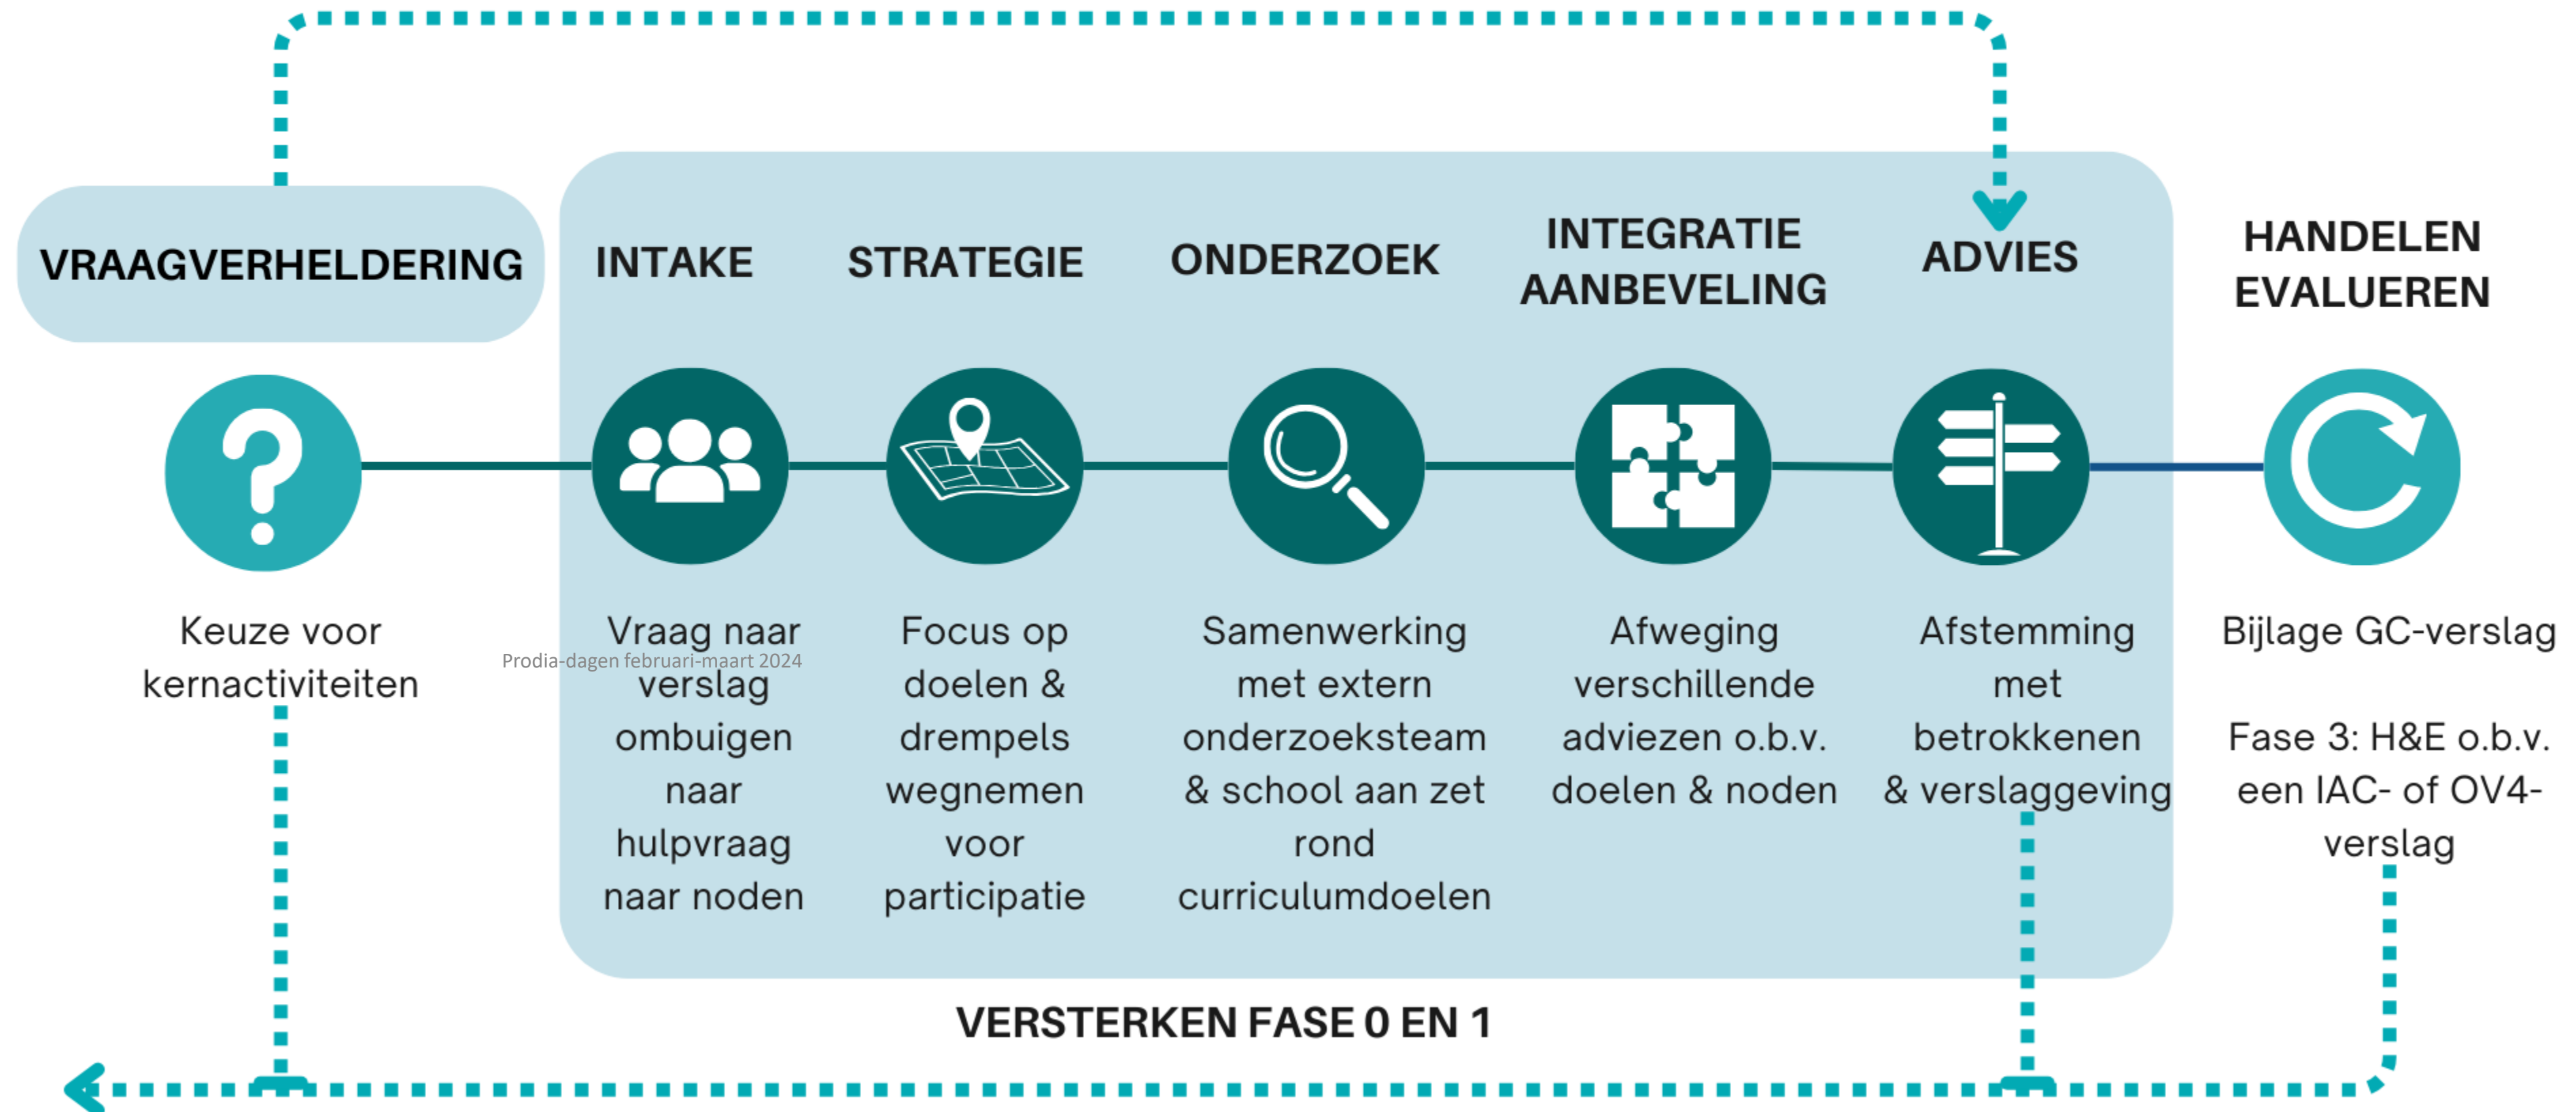 VRAAGVERHELDERING
Keuze voor
kernactiviteiten
INTAKE
Vraag naar
verslag
ombuigen
naar
hulpvraag
naar noden
Prodia-dagen februari-maart 2024
STRATEGIE
Focus op
doelen &
drempels
wegnemen
voor
participatie
ONDERZOEK
Samenwerking
met extern
onderzoeksteam
& school aan zet
rond
curriculumdoelen
INTEGRATIE
AANBEVELING
Afweging
verschillende
adviezen o.b.v.
doelen & noden
ADVIES
Afstemming
met
betrokkenen
& verslaggeving
HANDELEN
EVALUEREN
Bijlage GC-verslag
Fase 3: H&E o.b.v.
een IAC- of OV4-
verslag
VERSTERKEN FASE 0 EN 1